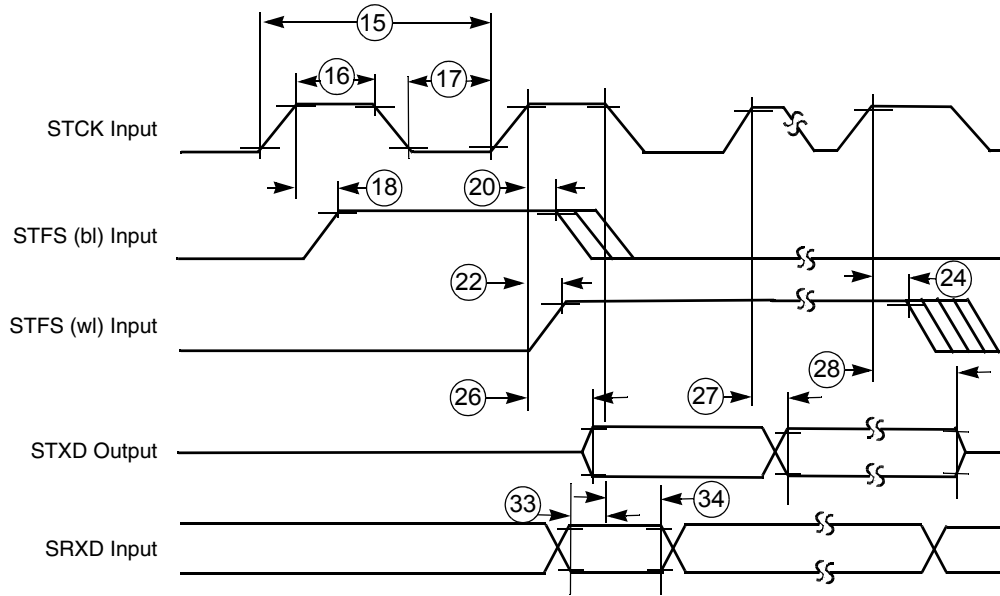 15
16
17
STCK Input
18
20
STFS (bl) Input
22
24
STFS (wl) Input
28
26
27
STXD Output
33
34
SRXD Input